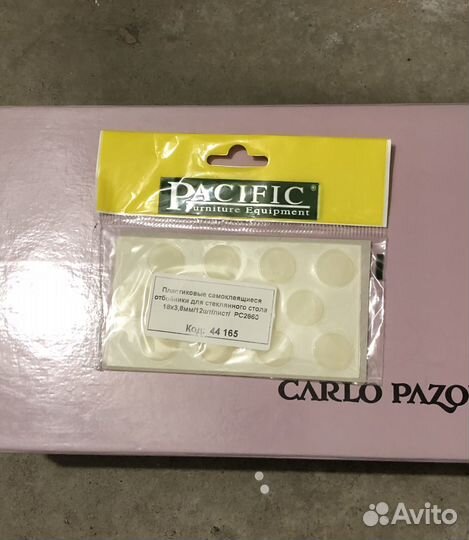 PACIFIC®
Furniture Equipment
Пластиковые самоклеящиеся
отбойники для стеклянного стола
18х3,8мм/12шт/лист/ PC2860
Код: 44 165
CARLO PAZO
Avito